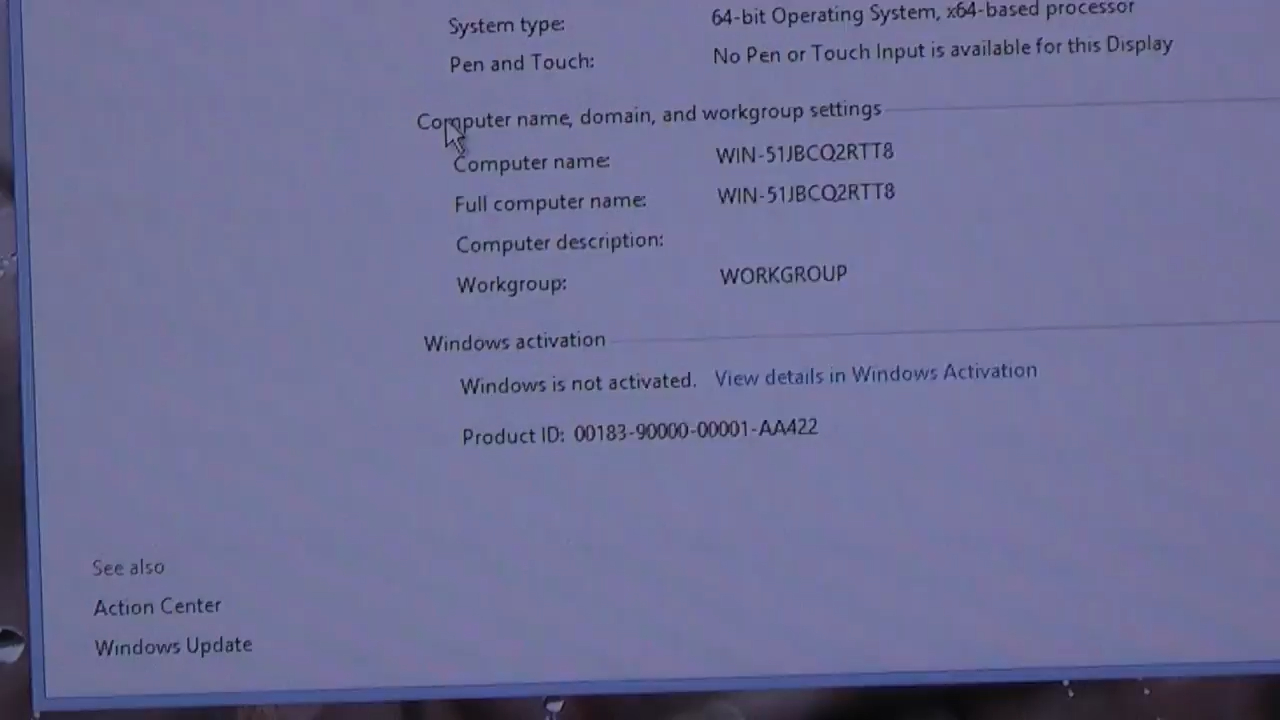 System type: 64-bit Operating System, x64-based processor
Pen and Touch: No Pen or Touch Input is available for this Display
Computer name, domain, and workgroup settings
Computer name: WIN-51JBCQ2RTT8
Full computer name: WIN-51JBCQ2RTT8
Computer description:
Workgroup: WORKGROUP
Windows activation
Windows is not activated. View details in Windows Activation
Product ID: 00183-90000-00001-AA422
See also
Action Center
Windows Update